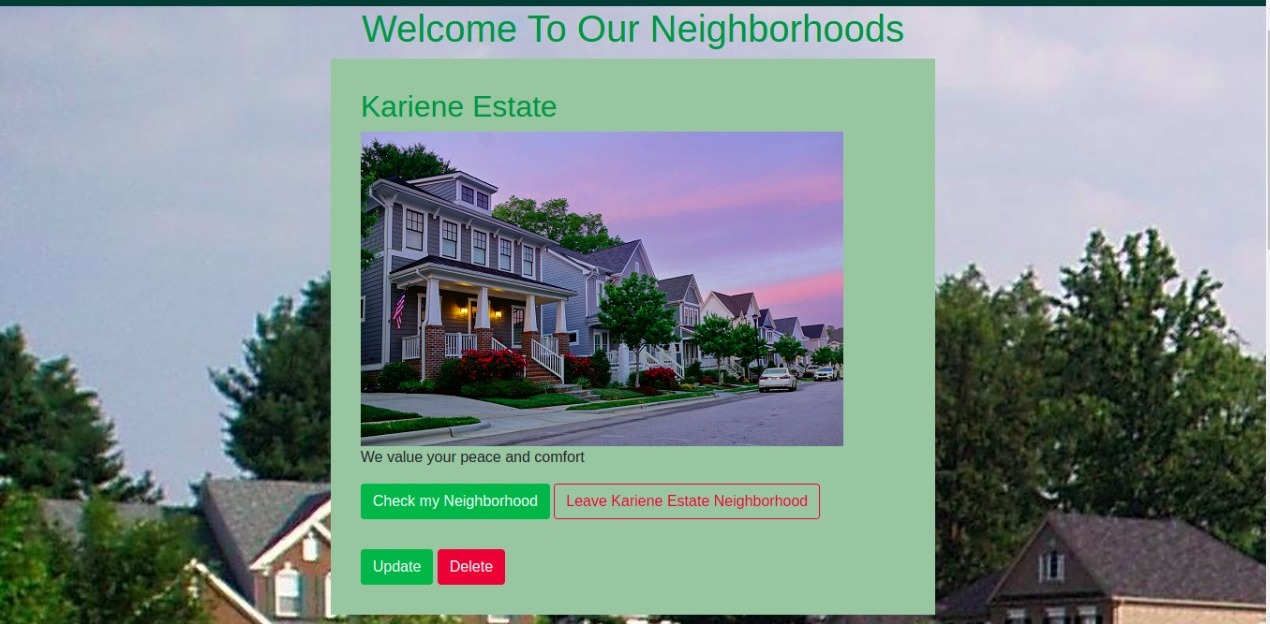 Welcome To Our Neighborhoods
Kariene Estate
We value your peace and comfort
Check my Neighborhood
Leave Kariene Estate Neighborhood
Update
Delete